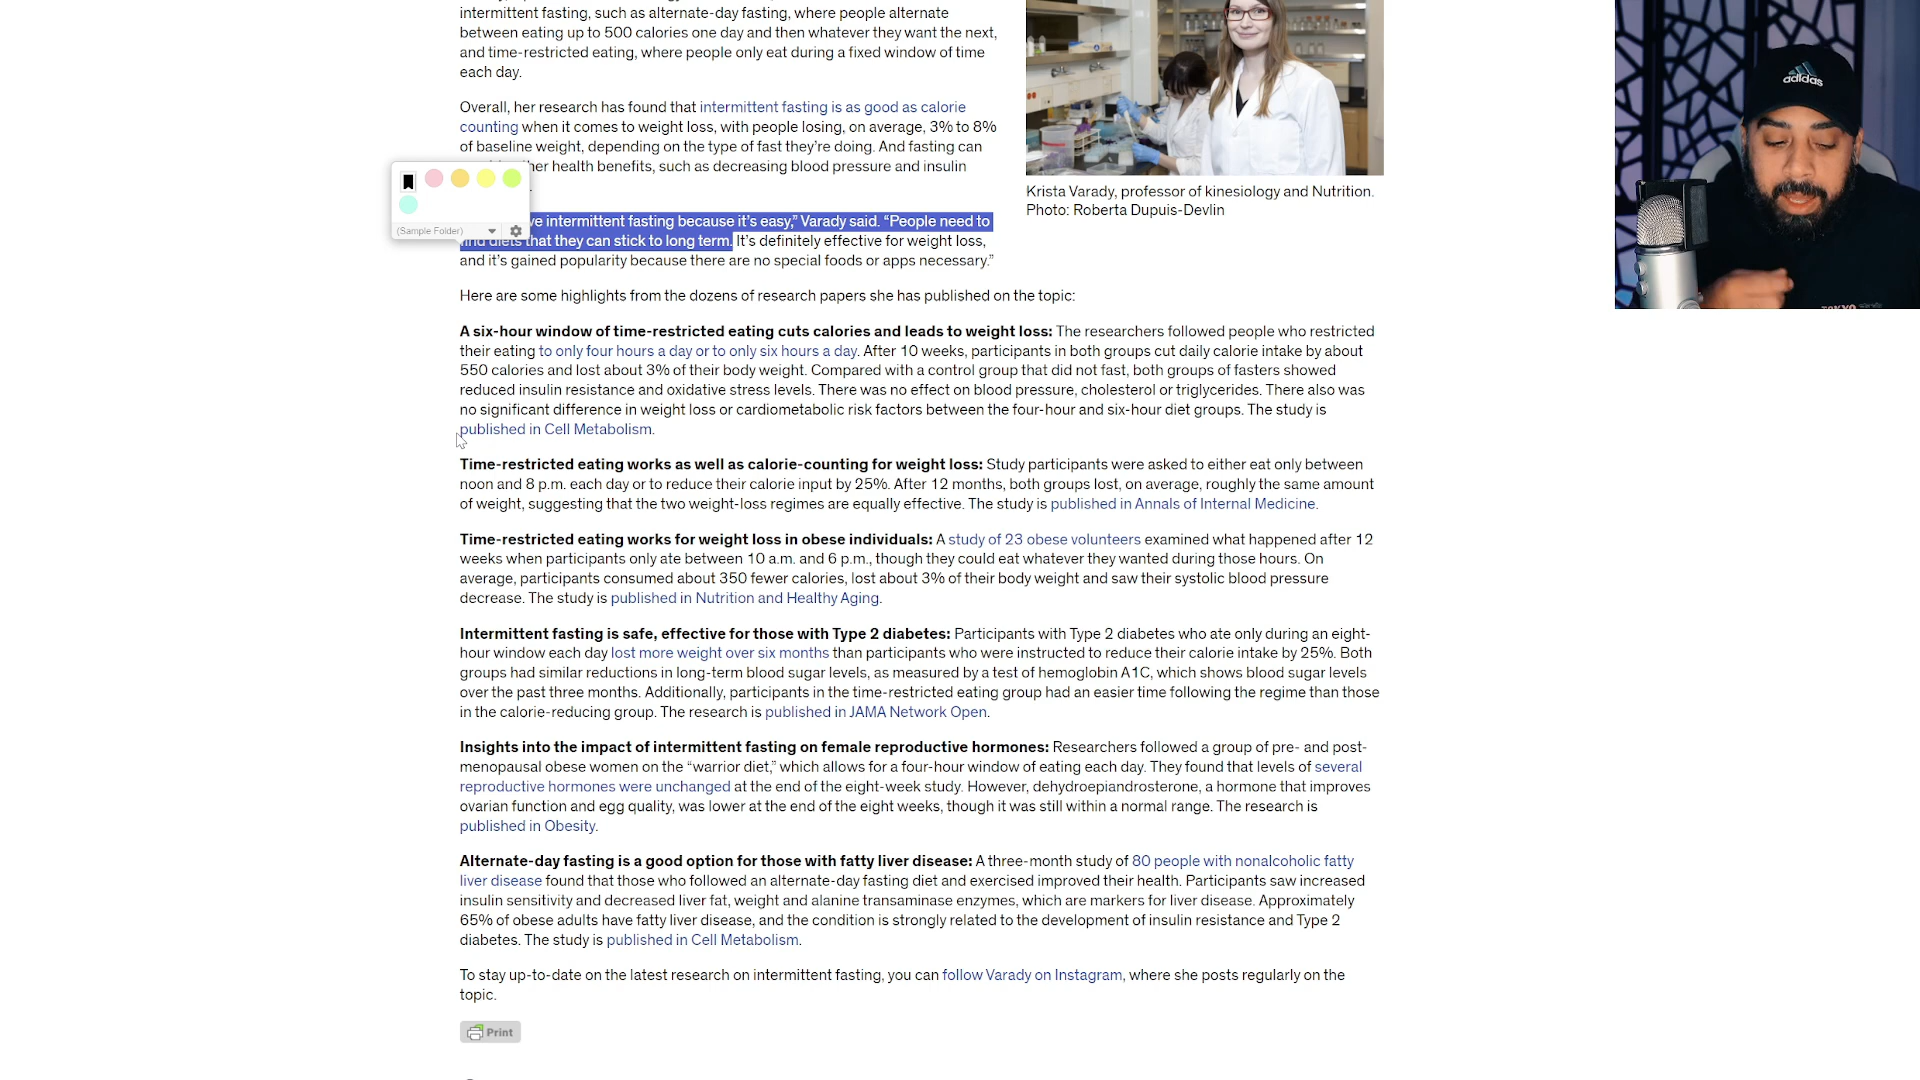 intermittent fasting, such as alternate-day fasting, where people alternate
between eating up to 500 calories one day and then whatever they want the next,
and time-restricted eating, where people only eat during a fixed window of time
each day.
Overall, her research has found that intermittent fasting is as good as calorie
counting when it comes to weight loss, with people losing, on average, 3% to 8%
of baseline weight, depending on the type of fast they're doing. And fasting can
her health benefits, such as decreasing blood pressure and insulin
(Sample Folder)
ve intermittent fasting because it's easy,” Varady said. “People need to
find diets that they can stick to long term. It's definitely effective for weight loss,
and it's gained popularity because there are no special foods or apps necessary.”
Krista Varady, professor of kinesiology and Nutrition.
Photo: Roberta Dupuis-Devlin
adidas
Here are some highlights from the dozens of research papers she has published on the topic:
A six-hour window of time-restricted eating cuts calories and leads to weight loss: The researchers followed people who restricted
their eating to only four hours a day or to only six hours a day. After 10 weeks, participants in both groups cut daily calorie intake by about
550 calories and lost about 3% of their body weight. Compared with a control group that did not fast, both groups of fasters showed
reduced insulin resistance and oxidative stress levels. There was no effect on blood pressure, cholesterol or triglycerides. There also was
no significant difference in weight loss or cardiometabolic risk factors between the four-hour and six-hour diet groups. The study is
published in Cell Metabolism.
Time-restricted eating works as well as calorie-counting for weight loss: Study participants were asked to either eat only between
noon and 8 p.m. each day or to reduce their calorie input by 25%. After 12 months, both groups lost, on average, roughly the same amount
of weight, suggesting that the two weight-loss regimes are equally effective. The study is published in Annals of Internal Medicine.
Time-restricted eating works for weight loss in obese individuals: A study of 23 obese volunteers examined what happened after 12
weeks when participants only ate between 10 a.m. and 6 p.m., though they could eat whatever they wanted during those hours. On
average, participants consumed about 350 fewer calories, lost about 3% of their body weight and saw their systolic blood pressure
decrease. The study is published in Nutrition and Healthy Aging.
Intermittent fasting is safe, effective for those with Type 2 diabetes: Participants with Type 2 diabetes who ate only during an eight-
hour window each day lost more weight over six months than participants who were instructed to reduce their calorie intake by 25%. Both
groups had similar reductions in long-term blood sugar levels, as measured by a test of hemoglobin A1C, which shows blood sugar levels
over the past three months. Additionally, participants in the time-restricted eating group had an easier time following the regime than those
in the calorie-reducing group. The research is published in JAMA Network Open.
Insights into the impact of intermittent fasting on female reproductive hormones: Researchers followed a group of pre- and post-
menopausal obese women on the “warrior diet,” which allows for a four-hour window of eating each day. They found that levels of several
reproductive hormones were unchanged at the end of the eight-week study. However, dehydroepiandrosterone, a hormone that improves
ovarian function and egg quality, was lower at the end of the eight weeks, though it was still within a normal range. The research is
published in Obesity.
Alternate-day fasting is a good option for those with fatty liver disease: A three-month study of 80 people with nonalcoholic fatty
liver disease found that those who followed an alternate-day fasting diet and exercised improved their health. Participants saw increased
insulin sensitivity and decreased liver fat, weight and alanine transaminase enzymes, which are markers for liver disease. Approximately
65% of obese adults have fatty liver disease, and the condition is strongly related to the development of insulin resistance and Type 2
diabetes. The study is published in Cell Metabolism.
To stay up-to-date on the latest research on intermittent fasting, you can follow Varady on Instagram, where she posts regularly on the
topic.
Print